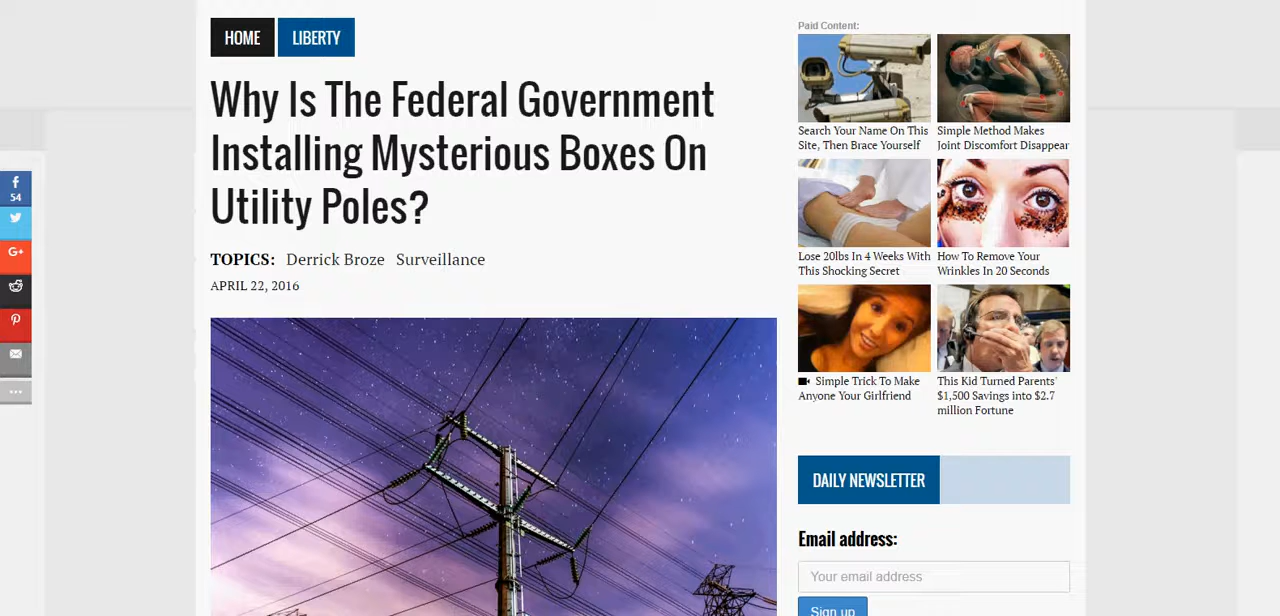 HOME
LIBERTY
Why Is The Federal Government
Installing Mysterious Boxes On
Utility Poles?
TOPICS: Derrick Broze Surveillance
APRIL 22, 2016
54
G+
Paid Content:
Search Your Name On This
Site, Then Brace Yourself
Simple Method Makes
Joint Discomfort Disappear
Lose 20lbs In 4 Weeks With
This Shocking Secret
How To Remove Your
Wrinkles In 20 Seconds
Simple Trick To Make
Anyone Your Girlfriend
This Kid Turned Parents'
$1,500 Savings into $2.7
million Fortune
DAILY NEWSLETTER
Email address:
Your email address
Sign up